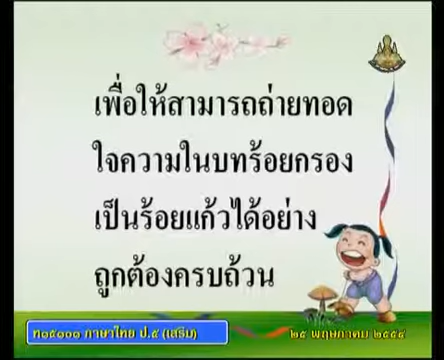 เพื่อให้สามารถถ่ายทอด
ใจความในบทร้อยกรอง
เป็นร้อยแก้วได้อย่าง
ถูกต้องครบถ้วน
ท๑๕๑๐๑ ภาษาไทย ป.๕ (เสริม)
๒๕ พฤษภาคม ๒๕๕๔